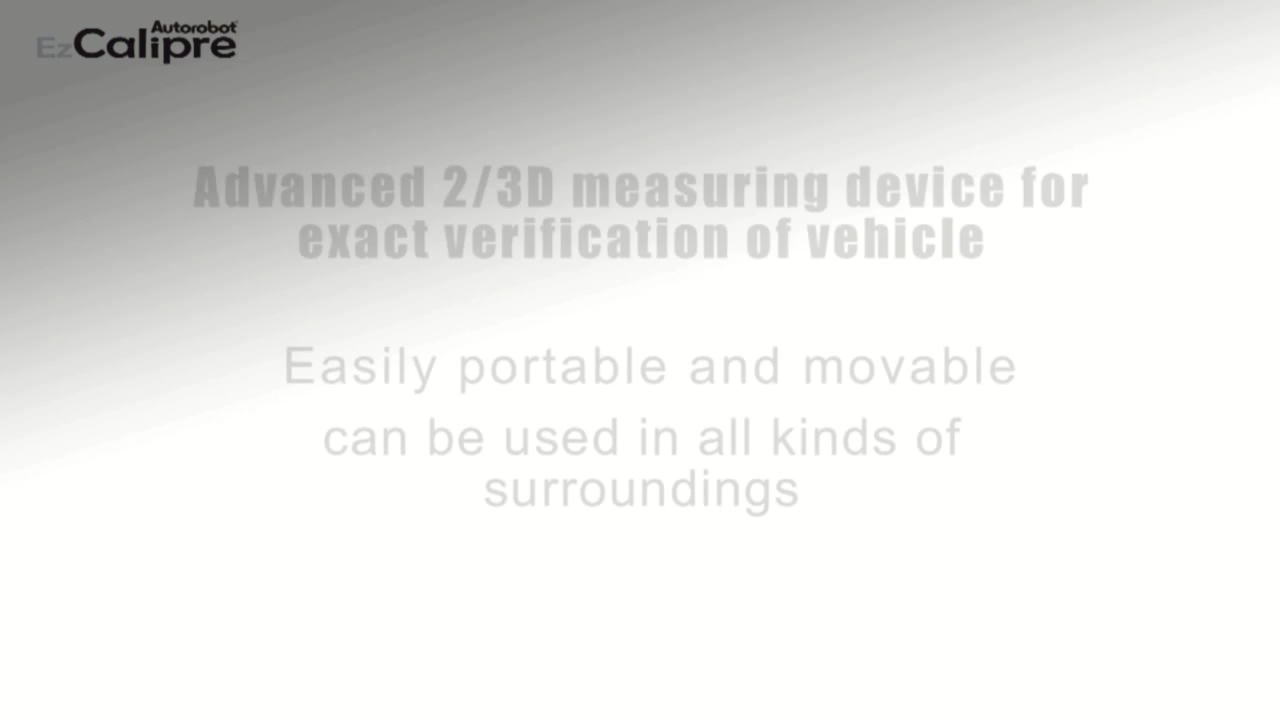 Autorobot
EzCalipre
Advanced 2/3D measuring device for
exact verification of vehicle
Easily portable and movable
can be used in all kinds of
surroundings